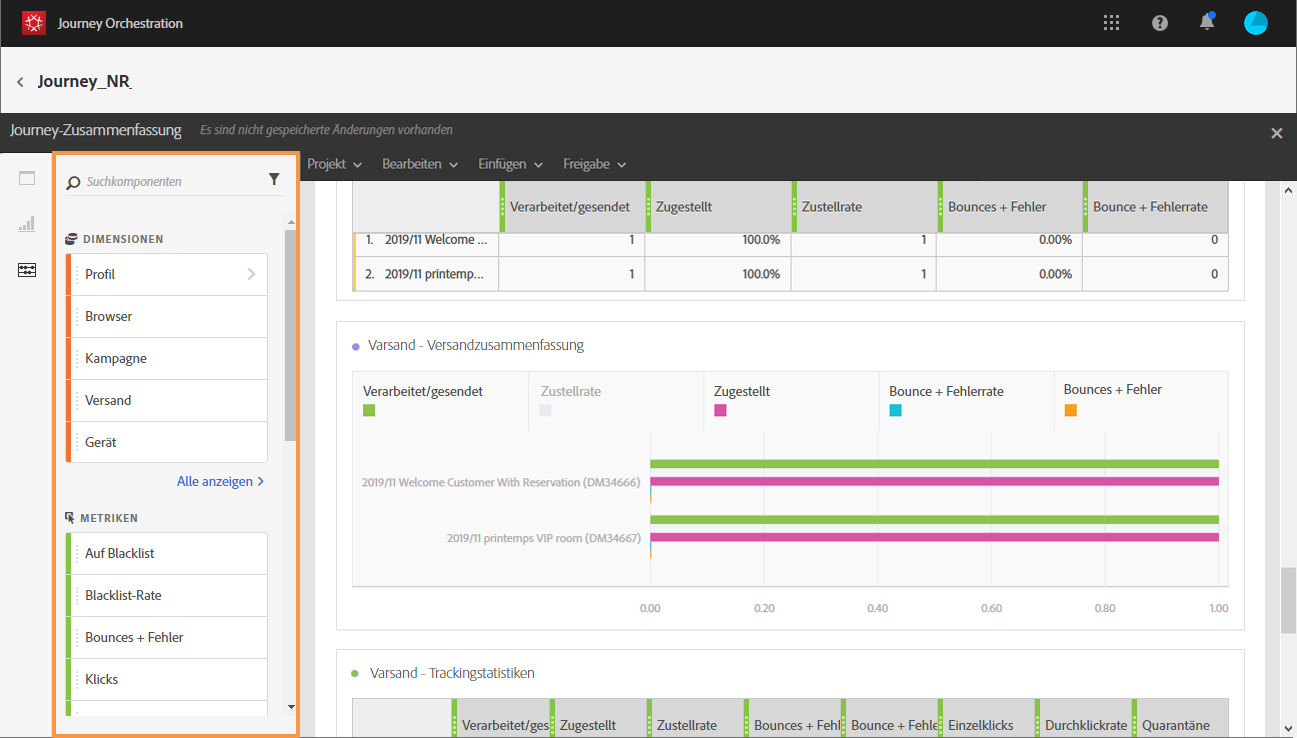 Journey Orchestration
Journey_NR_
Journey-Zusammenfassung Es sind nicht gespeicherte Änderungen vorhanden
Projekt Bearbeiten Einfügen Freigabe
Suchkomponenten
DIMENSIONEN
Profil
Browser
Kampagne
Versand
Gerät
Alle anzeigen
METRIKEN
Auf Blacklist
Blacklist-Rate
Bounces + Fehler
Klicks
Verarbeitet/gesendet Zugestellt Zustellrate Bounces + Fehler Bounce + Fehlerrate
1. 2019/11 Welcome ... 1 100.0% 1 0.00% 0
2. 2019/11 printemp... 1 100.0% 1 0.00% 0
Varsand - Versandzusammenfassung
Verarbeitet/gesendet Zustellrate Zugestellt Bounce + Fehlerrate Bounces + Fehler
2019/11 Welcome Customer With Reservation (DM34666)
2019/11 printemps VIP room (DM34667)
0.00 0.20 0.40 0.60 0.80 1.00
Varsand - Trackingstatistiken
Verarbeitet/ges Zugestellt Zustellrate Bounces + Fehl Bounce + Fehle Einzelklicks Durchklickrate Quarantäne